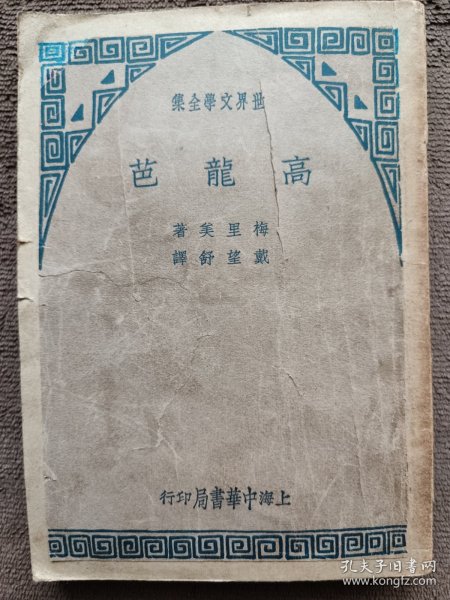 世界文學全集
高龍芭
梅里美著
戴望舒譯
上海中華書局印行
孔夫子旧书网
www.kongfz.com